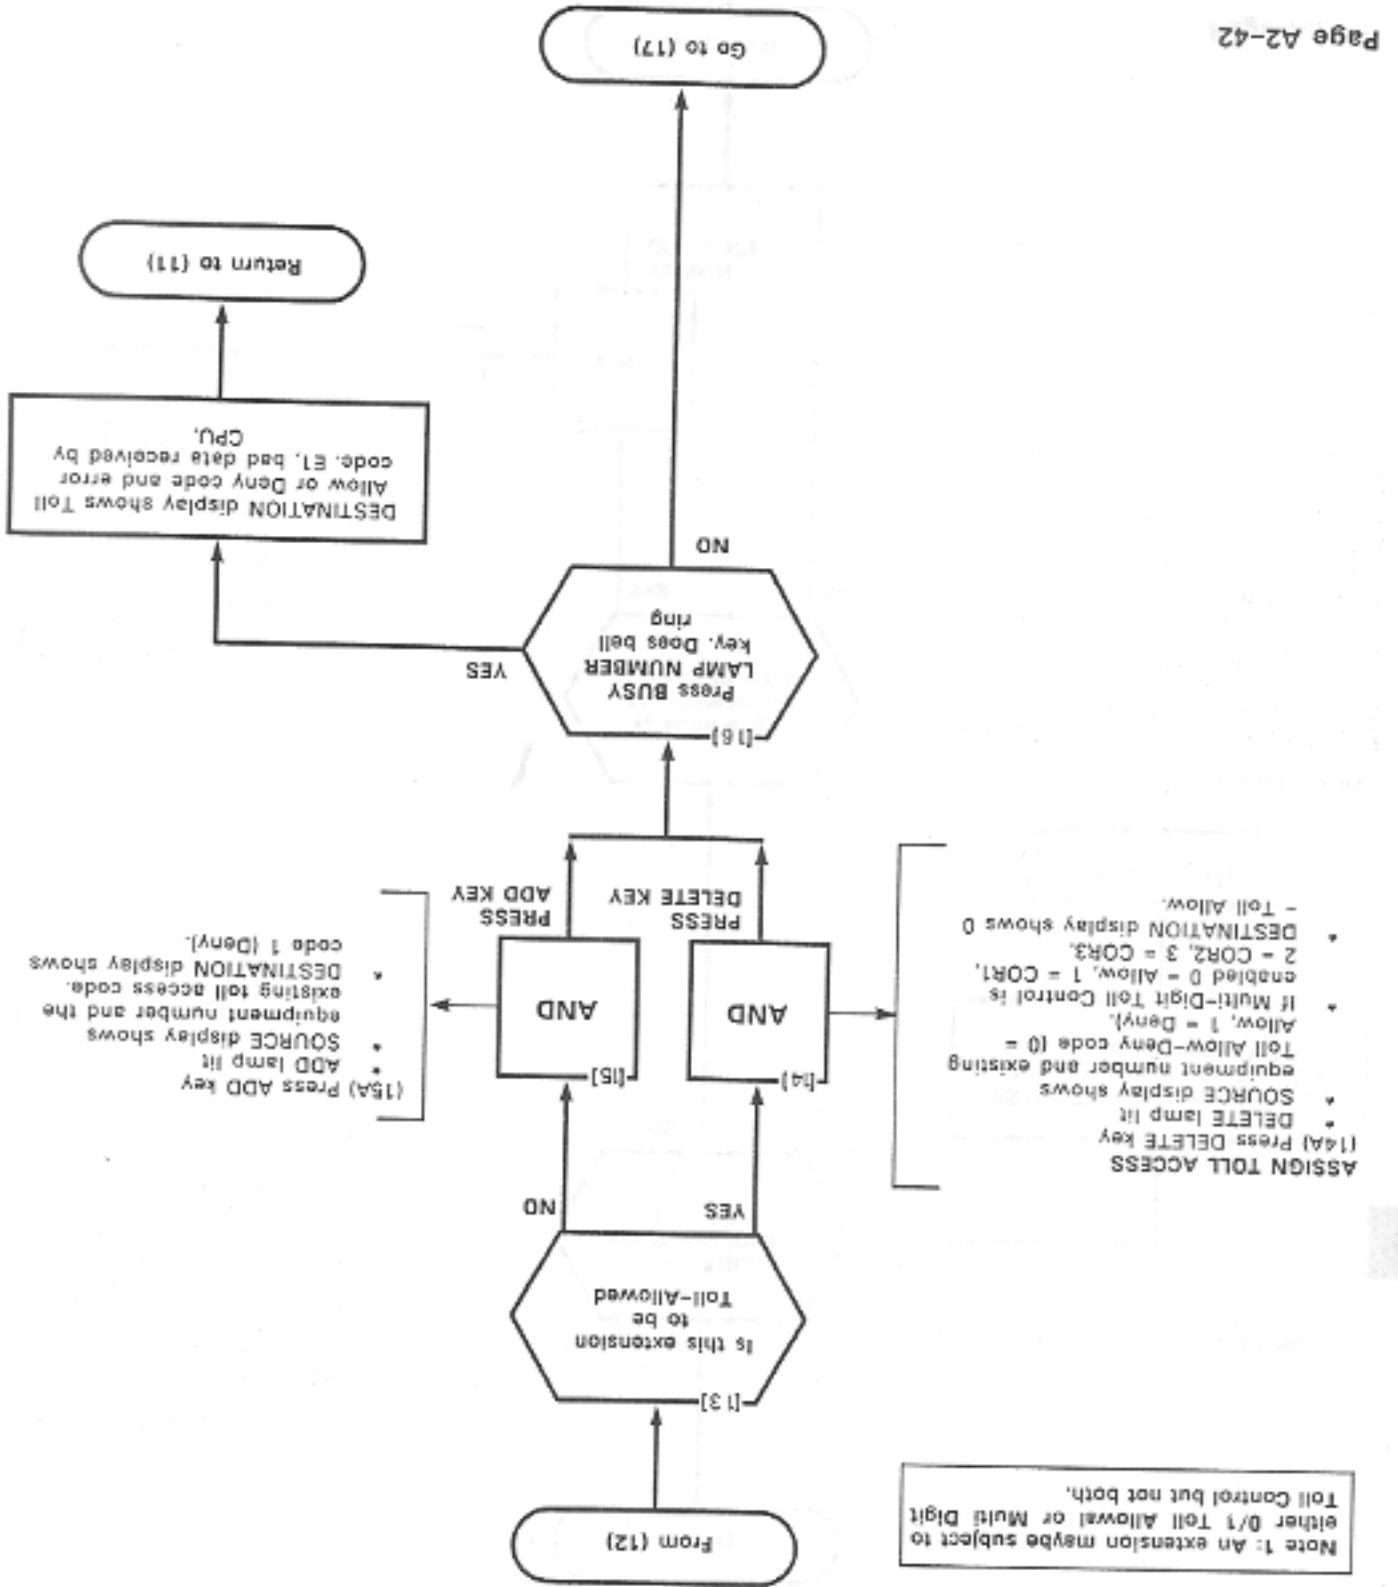 Note 1: An extension maybe subject to
either 0/1 Toll Allowal or Multi Digit
Toll Control but not both.
From (12)
[13]
Is this extension
to be
Toll-Allowed
YES
NO
ASSIGN TOLL ACCESS
(14A) Press DELETE key
* DELETE lamp lit
* SOURCE display shows
equipment number and existing
Toll Allow-Deny code (0 =
Allow, 1 = Deny).
* If Multi-Digit Toll Control is
enabled 0 = Allow, 1 = COR1,
2 = COR2, 3 = COR3.
* DESTINATION display shows 0
- Toll Allow.
[14]
AND
PRESS
DELETE KEY
[15]
AND
PRESS
ADD KEY
(15A) Press ADD key
* ADD lamp lit
* SOURCE display shows
equipment number and the
existing toll access code.
* DESTINATION display shows
code 1 (Deny).
[16]
Press BUSY
LAMP NUMBER
key. Does bell
ring
YES
NO
DESTINATION display shows Toll
Allow or Deny code and error
code. E1, bad data received by
CPU.
Return to (11)
Go to (17)
Page A2-42